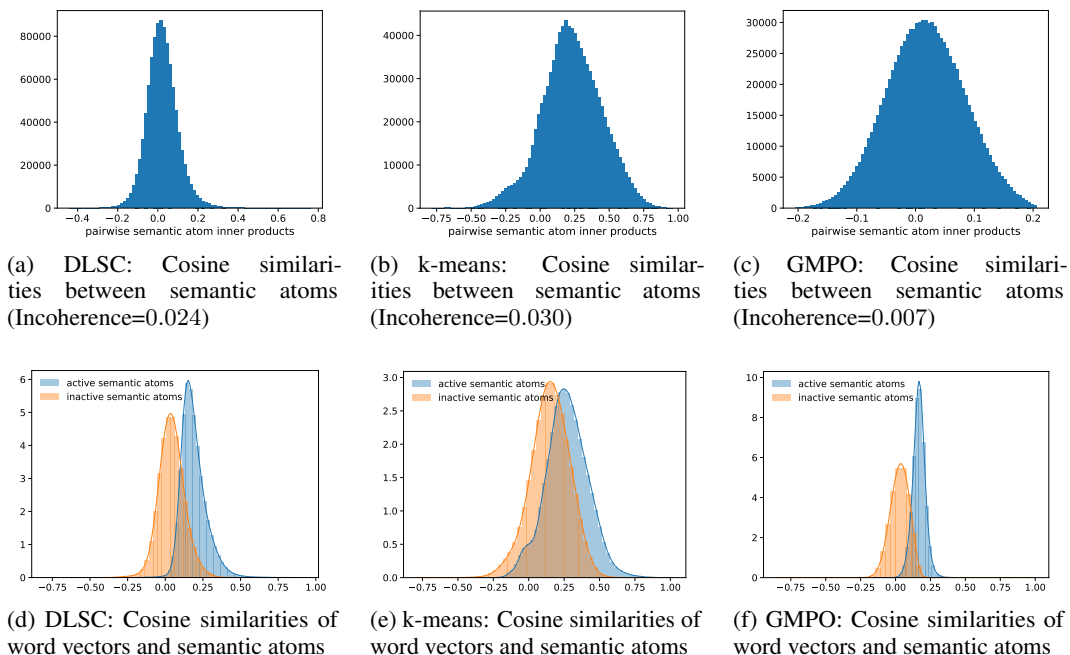 80000
60000
40000
20000
0
−0.4 −0.2 0.0 0.2 0.4 0.6 0.8
pairwise semantic atom inner products
(a) DLSC: Cosine similari-
ties between semantic atoms
(Incoherence=0.024)
40000
30000
20000
10000
0
−0.75 −0.50 −0.25 0.00 0.25 0.50 0.75 1.00
pairwise semantic atom inner products
(b) k-means: Cosine similar-
ities between semantic atoms
(Incoherence=0.030)
30000
25000
20000
15000
10000
5000
0
−0.2 −0.1 0.0 0.1 0.2
pairwise semantic atom inner products
(c) GMPO: Cosine similari-
ties between semantic atoms
(Incoherence=0.007)
6
5
4
3
2
1
0
active semantic atoms
inactive semantic atoms
−0.75 −0.50 −0.25 0.00 0.25 0.50 0.75 1.00
(d) DLSC: Cosine similarities of
word vectors and semantic atoms
3.0
2.5
2.0
1.5
1.0
0.5
0.0
active semantic atoms
inactive semantic atoms
−0.75 −0.50 −0.25 0.00 0.25 0.50 0.75 1.00
(e) k-means: Cosine similarities of
word vectors and semantic atoms
10
8
6
4
2
0
active semantic atoms
inactive semantic atoms
−0.75 −0.50 −0.25 0.00 0.25 0.50 0.75 1.00
(f) GMPO: Cosine similarities of
word vectors and semantic atoms